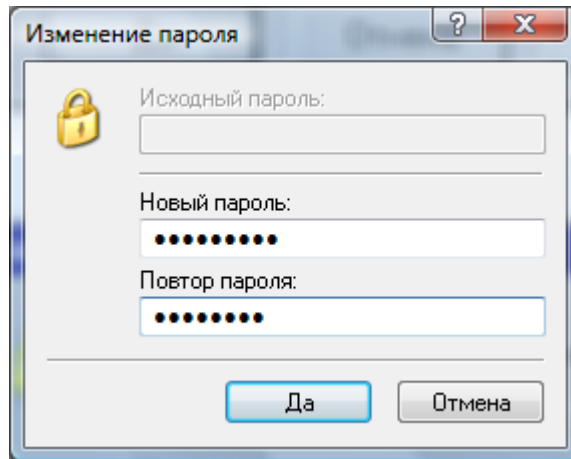 Изменение пароля
?
X
Исходный пароль:
Новый пароль:
•••••••••
Повтор пароля:
••••••••
Да
Отмена